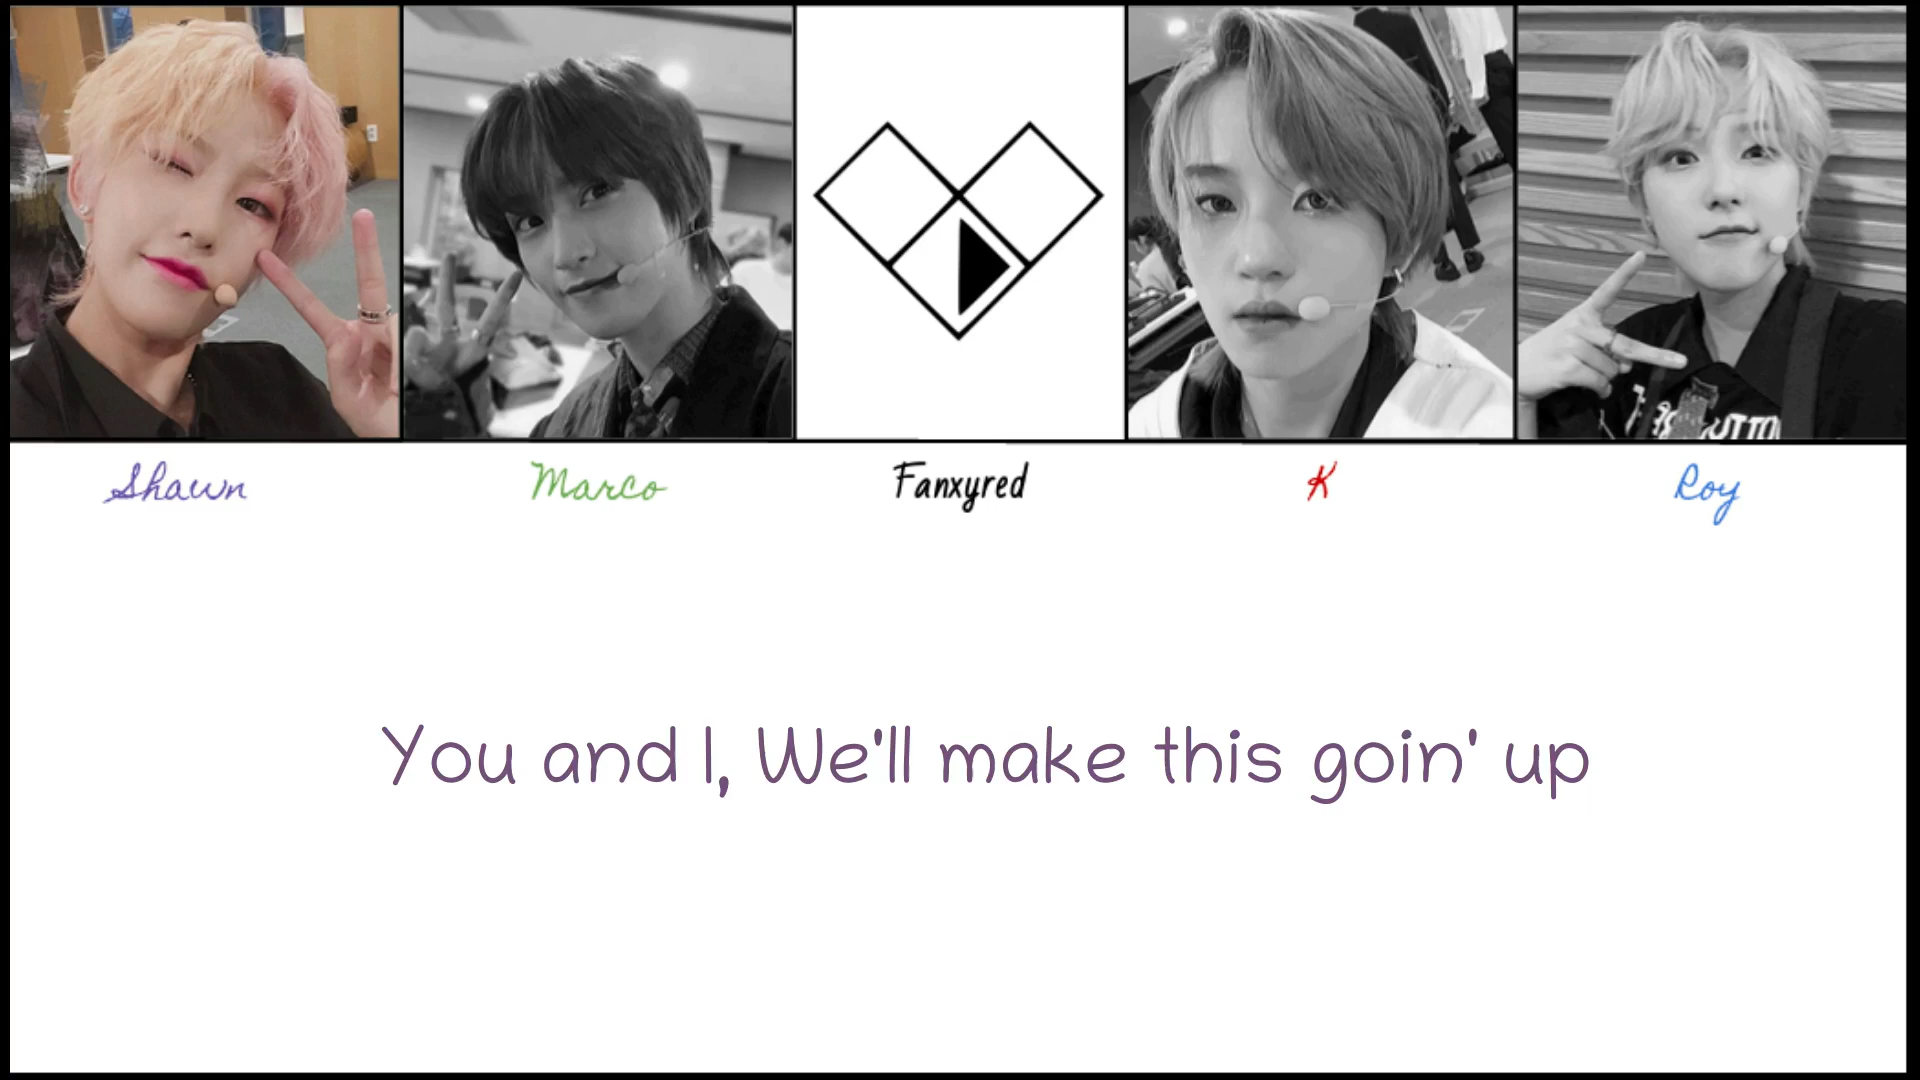 Shawn
Marco
Fanxyred
K
Roy
You and I, We'll make this goin' up